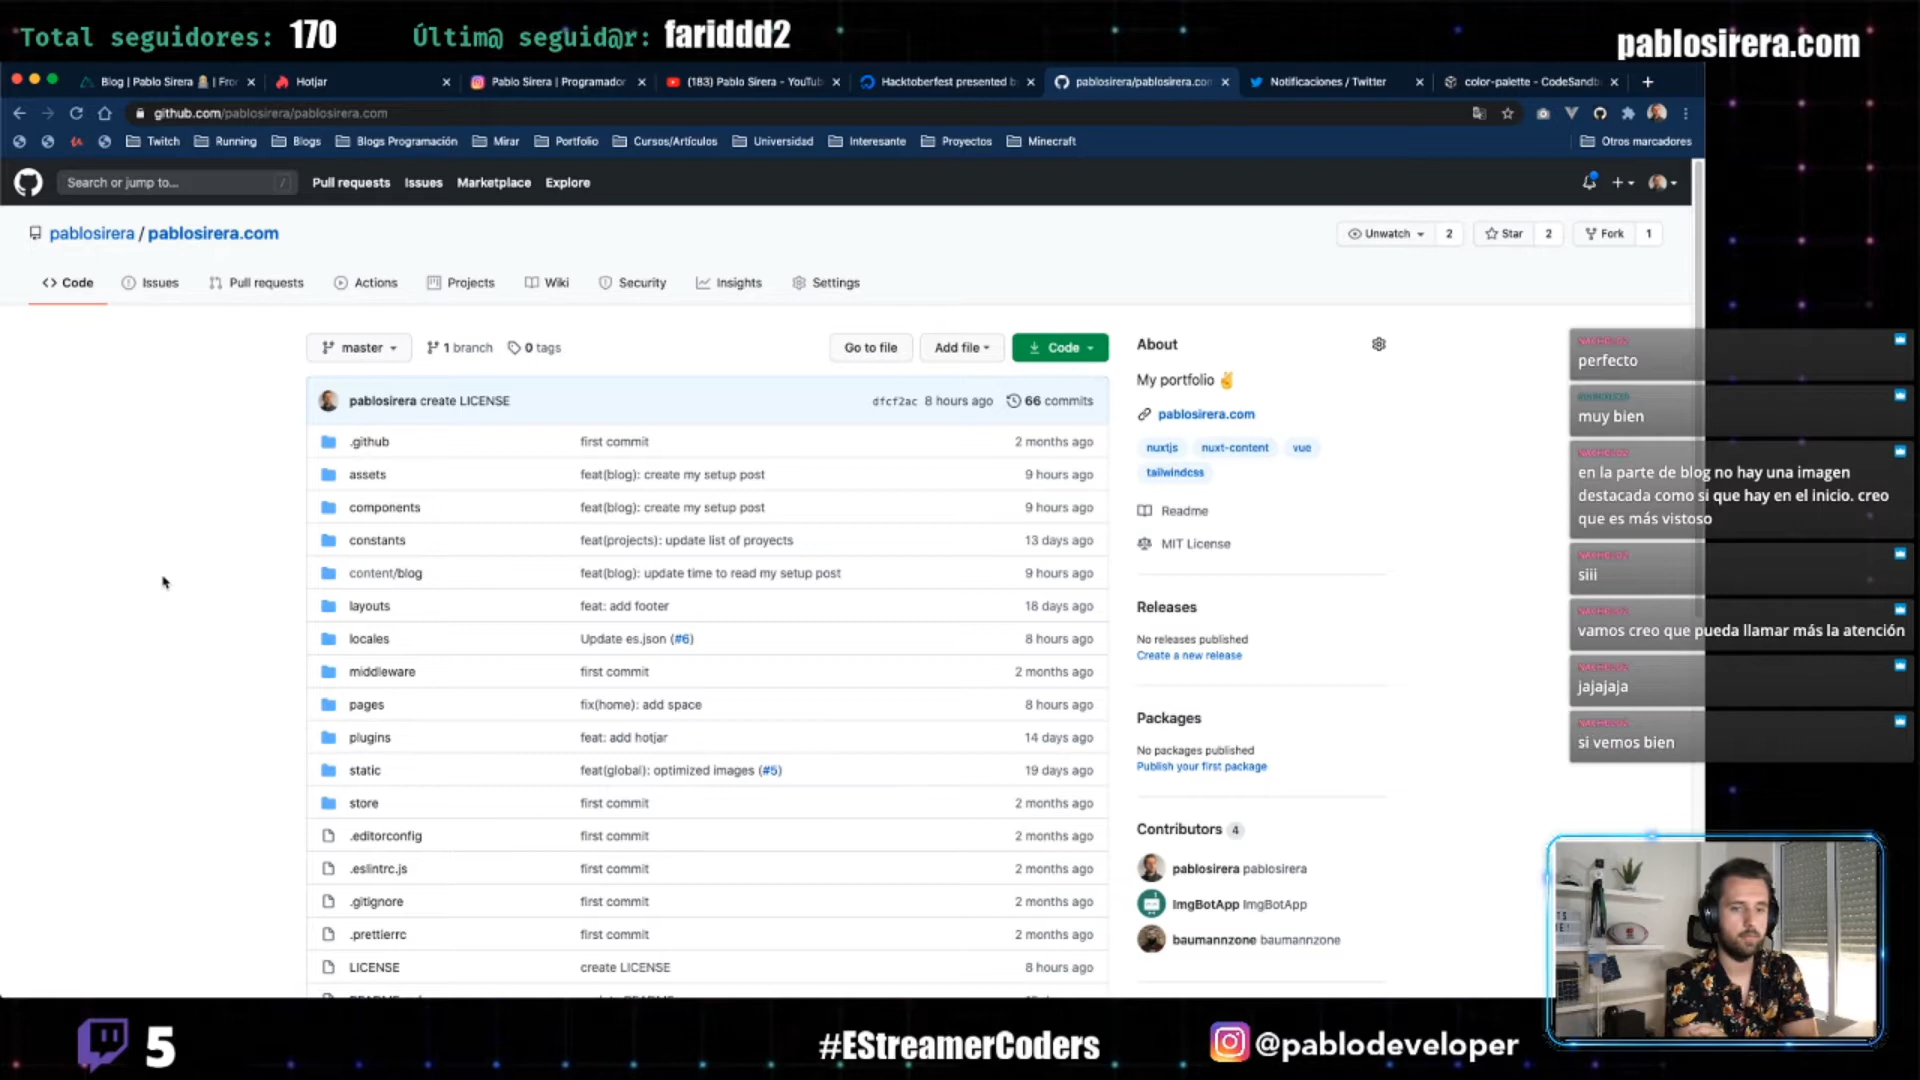 Total seguidores: 170
Últim@ seguid@r: fariddd2
pablosirera.com
Blog | Pablo Sirera | Fro
Hotjar
Pablo Sirera | Programador
(183) Pablo Sirera - YouTub
Hacktoberfest presented b
pablosirera/pablosirera.com
Notificaciones / Twitter
color-palette - CodeSandb
github.com/pablosirera/pablosirera.com
Twitch
Running
Blogs
Blogs Programación
Mirar
Portfolio
Cursos/Artículos
Universidad
Interesante
Proyectos
Minecraft
Otros marcadores
Search or jump to...
/
Pull requests
Issues
Marketplace
Explore
pablosirera / pablosirera.com
Unwatch 2
Star 2
Fork 1
Code
Issues
Pull requests
Actions
Projects
Wiki
Security
Insights
Settings
master
1 branch
0 tags
Go to file
Add file
Code
pablosirera create LICENSE dfcf2ac 8 hours ago 66 commits
.github first commit 2 months ago
assets feat(blog): create my setup post 9 hours ago
components feat(blog): create my setup post 9 hours ago
constants feat(projects): update list of proyects 13 days ago
content/blog feat(blog): update time to read my setup post 9 hours ago
layouts feat: add footer 18 days ago
locales Update es.json (#6) 8 hours ago
middleware first commit 2 months ago
pages fix(home): add space 8 hours ago
plugins feat: add hotjar 14 days ago
static feat(global): optimized images (#5) 19 days ago
store first commit 2 months ago
.editorconfig first commit 2 months ago
.eslintrc.js first commit 2 months ago
.gitignore first commit 2 months ago
.prettierrc first commit 2 months ago
LICENSE create LICENSE 8 hours ago
About
My portfolio ✌
pablosirera.com
nuxtjs nuxt-content vue
tailwindcss
Readme
MIT License
Releases
No releases published
Create a new release
Packages
No packages published
Publish your first package
Contributors 4
pablosirera pablosirera
ImgBotApp ImgBotApp
baumannzone baumannzone
perfecto
muy bien
en la parte de blog no hay una imagen
destacada como si que hay en el inicio. creo
que es más vistoso
siii
vamos creo que pueda llamar más la atención
jajajaja
si vemos bien
5
#EStreamerCoders
@pablodeveloper